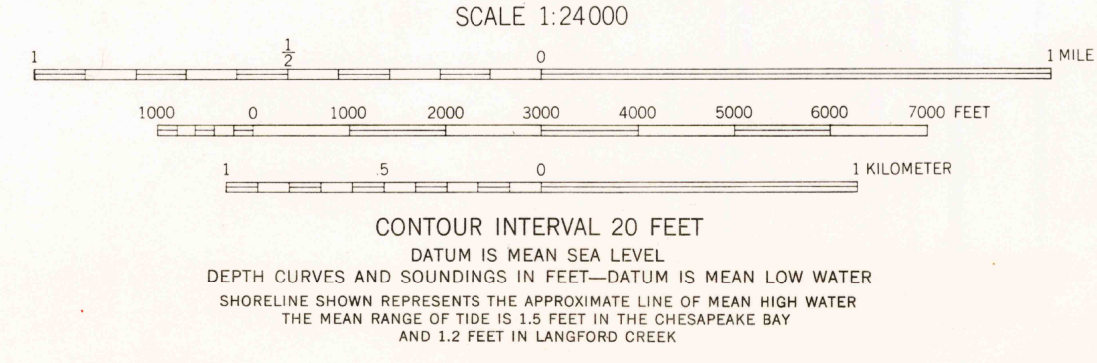 SCALE 1:24000
1 1/2 0 1 MILE
1000 0 1000 2000 3000 4000 5000 6000 7000 FEET
1 .5 0 1 KILOMETER
CONTOUR INTERVAL 20 FEET
DATUM IS MEAN SEA LEVEL
DEPTH CURVES AND SOUNDINGS IN FEET—DATUM IS MEAN LOW WATER
SHORELINE SHOWN REPRESENTS THE APPROXIMATE LINE OF MEAN HIGH WATER
THE MEAN RANGE OF TIDE IS 1.5 FEET IN THE CHESAPEAKE BAY
AND 1.2 FEET IN LANGFORD CREEK